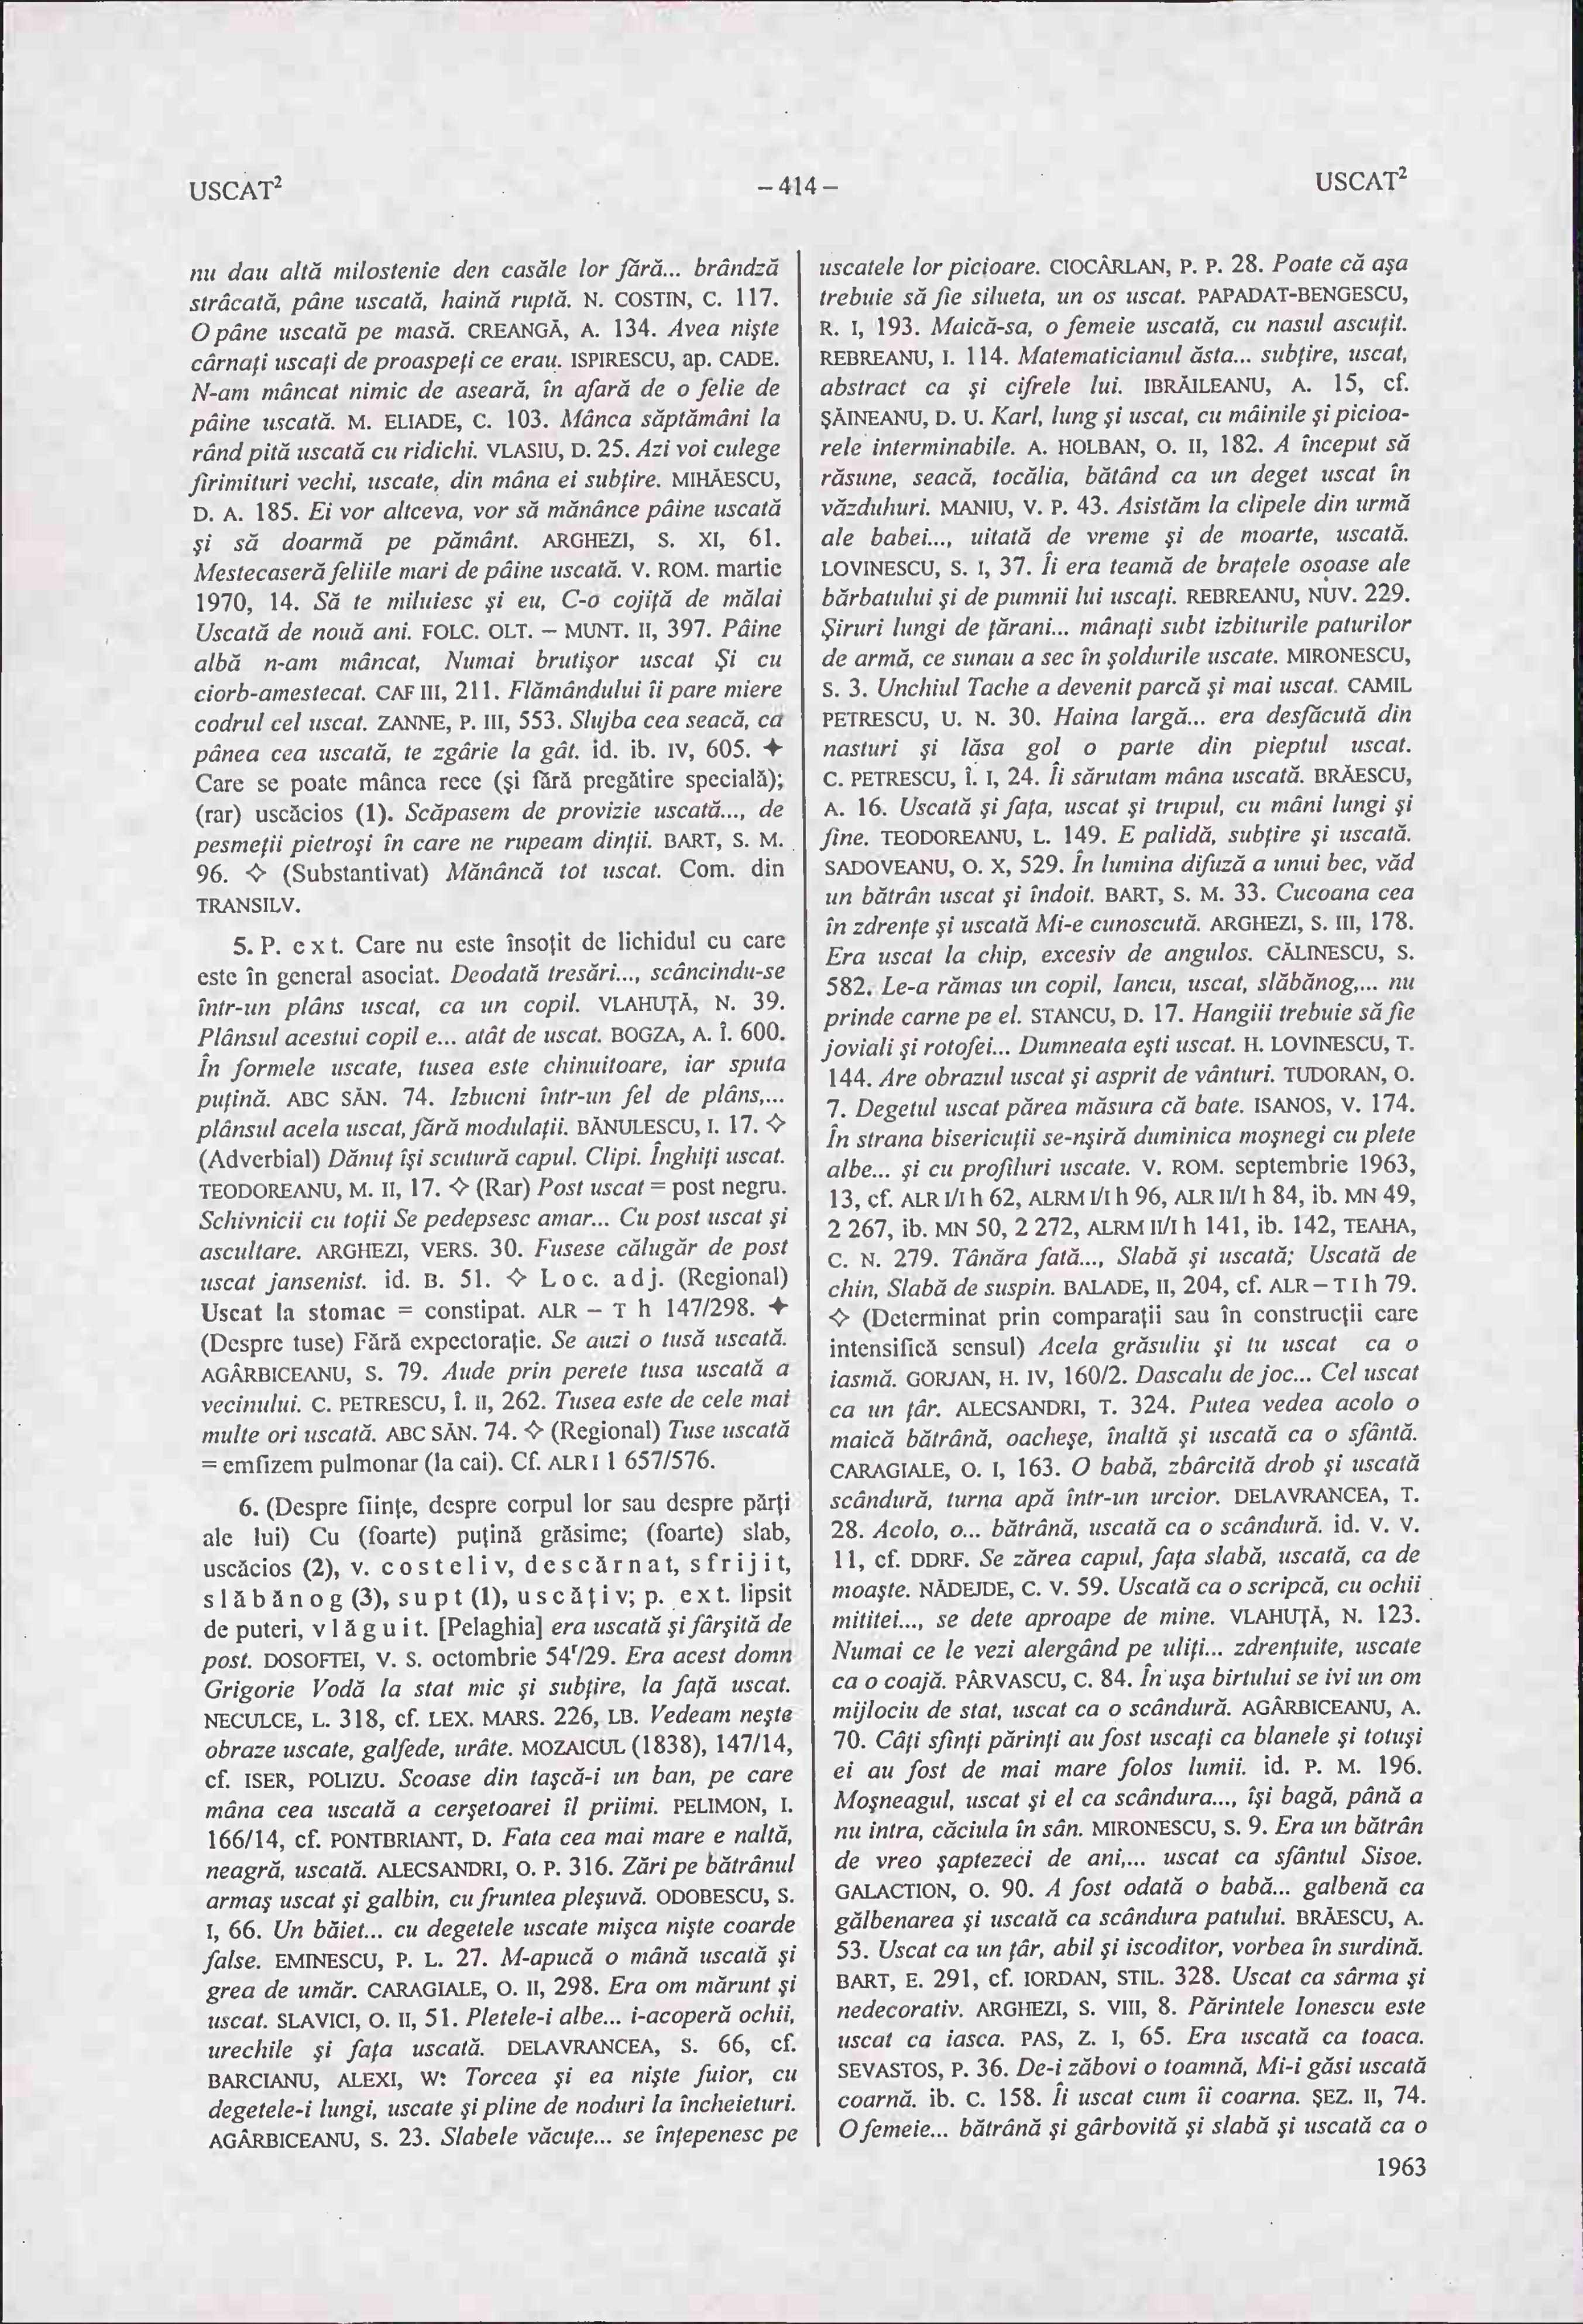 USCAT²
– 414 –
USCAT²
nu dau altă milostenie den casăle lor fără... brândză
strâcată, pâne uscată, haină ruptă. N. COSTIN, C. 117.
O pâne uscată pe masă. CREANGĂ, A. 134. Avea nişte
cârnaţi uscaţi de proaspeţi ce erau. ISPIRESCU, ap. CADE.
N-am mâncat nimic de aseară, în afară de o felie de
pâine uscată. M. ELIADE, C. 103. Mânca săptămâni la
rând pită uscată cu ridichi. VLASIU, D. 25. Azi voi culege
firimituri vechi, uscate, din mâna ei subţire. MIHĂESCU,
D. A. 185. Ei vor altceva, vor să mănânce pâine uscată
şi să doarmă pe pământ. ARGHEZI, S. XI, 61.
Mestecaseră feliile mari de pâine uscată. V. ROM. martie
1970, 14. Să te miluiesc şi eu, C-o cojiţă de mălai
Uscată de nouă ani. FOLC. OLT. – MUNT. II, 397. Pâine
albă n-am mâncat, Numai brutişor uscat Şi cu
ciorb-amestecat. CAF III, 211. Flămândului îi pare miere
codrul cel uscat. ZANNE, P. III, 553. Slujba cea seacă, ca
pânea cea uscată, te zgârie la gât. id. ib. IV, 605. ✦
Care se poate mânca rece (şi fără pregătire specială);
(rar) uscăcios (1). Scăpasem de provizie uscată..., de
pesmeţii pietroşi în care ne rupeam dinţii. BART, S. M.
96. ◇ (Substantivat) Mănâncă tot uscat. Com. din
TRANSILV.
5. P. ext. Care nu este însoţit de lichidul cu care
este în general asociat. Deodată tresări..., scâncindu-se
într-un plâns uscat, ca un copil. VLAHUŢĂ, N. 39.
Plânsul acestui copil e... atât de uscat. BOGZA, A. Î. 600.
În formele uscate, tusea este chinuitoare, iar sputa
puţină. ABC SĂN. 74. Izbucni într-un fel de plâns,...
plânsul acela uscat, fără modulaţii. BĂNULESCU, I. 17. ◇
(Adverbial) Dănuţ îşi scutură capul. Clipi. Înghiţi uscat.
TEODOREANU, M. II, 17. ◇ (Rar) Post uscat = post negru.
Schivnicii cu toţii Se pedepsesc amar... Cu post uscat şi
ascultare. ARGHEZI, VERS. 30. Fusese călugăr de post
uscat jansenist. id. B. 51. ◇ Loc. adj. (Regional)
Uscat la stomac = constipat. ALR – T h 147/298. ✦
(Despre tuse) Fără expectoraţie. Se auzi o tusă uscată.
AGÂRBICEANU, S. 79. Aude prin perete tusa uscată a
vecinului. C. PETRESCU, Î. II, 262. Tusea este de cele mai
multe ori uscată. ABC SĂN. 74. ◇ (Regional) Tuse uscată
= emfizem pulmonar (la cai). Cf. ALR I 1 657/576.
6. (Despre fiinţe, despre corpul lor sau despre părţi
ale lui) Cu (foarte) puţină grăsime; (foarte) slab,
uscăcios (2), v. costeliv, descărnat, sfrijit,
slăbănog (3), supt (1), uscăţiv; p. ext. lipsit
de puteri, vlăguit. [Pelaghia] era uscată şi fârşită de
post. DOSOFTEI, V. S. octombrie 54ʳ/29. Era acest domn
Grigorie Vodă la stat mic şi subţire, la faţă uscat.
NECULCE, L. 318, cf. LEX. MARS. 226, LB. Vedeam neşte
obraze uscate, galfede, urâte. MOZAICUL (1838), 147/14,
cf. ISER, POLIZU. Scoase din taşcă-i un ban, pe care
mâna cea uscată a cerşetoarei îl priimi. PELIMON, I.
166/14, cf. PONTBRIANT, D. Fata cea mai mare e naltă,
neagră, uscată. ALECSANDRI, O. P. 316. Zări pe bătrânul
armaş uscat şi galbin, cu fruntea pleşuvă. ODOBESCU, S.
I, 66. Un băiet... cu degetele uscate mişca nişte coarde
false. EMINESCU, P. L. 27. M-apucă o mână uscată şi
grea de umăr. CARAGIALE, O. II, 298. Era om mărunt şi
uscat. SLAVICI, O. II, 51. Pletele-i albe... i-acoperă ochii,
urechile şi faţa uscată. DELAVRANCEA, S. 66, cf.
BARCIANU, ALEXI, W: Torcea şi ea nişte fuior, cu
degetele-i lungi, uscate şi pline de noduri la încheieturi.
AGÂRBICEANU, S. 23. Slabele văcuţe... se înţepenesc pe
uscatele lor picioare. CIOCÂRLAN, P. P. 28. Poate că aşa
trebuie să fie silueta, un os uscat. PAPADAT-BENGESCU,
R. I, 193. Maică-sa, o femeie uscată, cu nasul ascuţit.
REBREANU, I. 114. Matematicianul ăsta... subţire, uscat,
abstract ca şi cifrele lui. IBRĂILEANU, A. 15, cf.
ŞĂINEANU, D. U. Karl, lung şi uscat, cu mâinile şi picioa-
rele interminabile. A. HOLBAN, O. II, 182. A început să
răsune, seacă, tocălia, bătând ca un deget uscat în
văzduhuri. MANIU, V. P. 43. Asistăm la clipele din urmă
ale babei..., uitată de vreme şi de moarte, uscată.
LOVINESCU, S. I, 37. Îi era teamă de braţele osoase ale
bărbatului şi de pumnii lui uscaţi. REBREANU, NUV. 229.
Şiruri lungi de ţărani... mânaţi subt izbiturile paturilor
de armă, ce sunau a sec în şoldurile uscate. MIRONESCU,
S. 3. Unchiul Tache a devenit parcă şi mai uscat. CAMIL
PETRESCU, U. N. 30. Haina largă... era desfăcută din
nasturi şi lăsa gol o parte din pieptul uscat.
C. PETRESCU, Î. I, 24. Îi sărutam mâna uscată. BRĂESCU,
A. 16. Uscată şi faţa, uscat şi trupul, cu mâni lungi şi
fine. TEODOREANU, L. 149. E palidă, subţire şi uscată.
SADOVEANU, O. X, 529. În lumina difuză a unui bec, văd
un bătrân uscat şi îndoit. BART, S. M. 33. Cucoana cea
în zdrenţe şi uscată Mi-e cunoscută. ARGHEZI, S. III, 178.
Era uscat la chip, excesiv de angulos. CĂLINESCU, S.
582. Le-a rămas un copil, Iancu, uscat, slăbănog,... nu
prinde carne pe el. STANCU, D. 17. Hangiii trebuie să fie
joviali şi rotofei... Dumneata eşti uscat. H. LOVINESCU, T.
144. Are obrazul uscat şi asprit de vânturi. TUDORAN, O.
7. Degetul uscat părea măsura că bate. ISANOS, V. 174.
În strana bisericuţii se-nşiră duminica moşnegi cu plete
albe... şi cu profiluri uscate. V. ROM. septembrie 1963,
13, cf. ALR I/I h 62, ALRM I/I h 96, ALR II/I h 84, ib. MN 49,
2 267, ib. MN 50, 2 272, ALRM II/I h 141, ib. 142, TEAHA,
C. N. 279. Tânăra fată..., Slabă şi uscată; Uscată de
chin, Slabă de suspin. BALADE, II, 204, cf. ALR – T I h 79.
◇ (Determinat prin comparaţii sau în construcţii care
intensifică sensul) Acela grăsuliu şi tu uscat ca o
iasmă. GORJAN, H. IV, 160/2. Dascalu de joc... Cel uscat
ca un ţâr. ALECSANDRI, T. 324. Putea vedea acolo o
maică bătrână, oacheşe, înaltă şi uscată ca o sfântă.
CARAGIALE, O. I, 163. O babă, zbârcită drob şi uscată
scândură, turna apă într-un urcior. DELAVRANCEA, T.
28. Acolo, o... bătrână, uscată ca o scândură. id. V. V.
11, cf. DDRF. Se zărea capul, faţa slabă, uscată, ca de
moaşte. NĂDEJDE, C. V. 59. Uscată ca o scripcă, cu ochii
mititei..., se dete aproape de mine. VLAHUŢĂ, N. 123.
Numai ce le vezi alergând pe uliţi... zdrenţuite, uscate
ca o coajă. PÂRVASCU, C. 84. În uşa birtului se ivi un om
mijlociu de stat, uscat ca o scândură. AGÂRBICEANU, A.
70. Câţi sfinţi părinţi au fost uscaţi ca blanele şi totuşi
ei au fost de mai mare folos lumii. id. P. M. 196.
Moşneagul, uscat şi el ca scândura..., îşi bagă, până a
nu intra, căciula în sân. MIRONESCU, S. 9. Era un bătrân
de vreo şaptezeci de ani,... uscat ca sfântul Sisoe.
GALACTION, O. 90. A fost odată o babă... galbenă ca
gălbenarea şi uscată ca scândura patului. BRĂESCU, A.
53. Uscat ca un ţâr, abil şi iscoditor, vorbea în surdină.
BART, E. 291, cf. IORDAN, STIL. 328. Uscat ca sârma şi
nedecorativ. ARGHEZI, S. VIII, 8. Părintele Ionescu este
uscat ca iasca. PAS, Z. I, 65. Era uscată ca toaca.
SEVASTOS, P. 36. De-i zăbovi o toamnă, Mi-i găsi uscată
coarnă. ib. C. 158. Îi uscat cum îi coarna. ŞEZ. II, 74.
O femeie... bătrână şi gârbovită şi slabă şi uscată ca o
1963